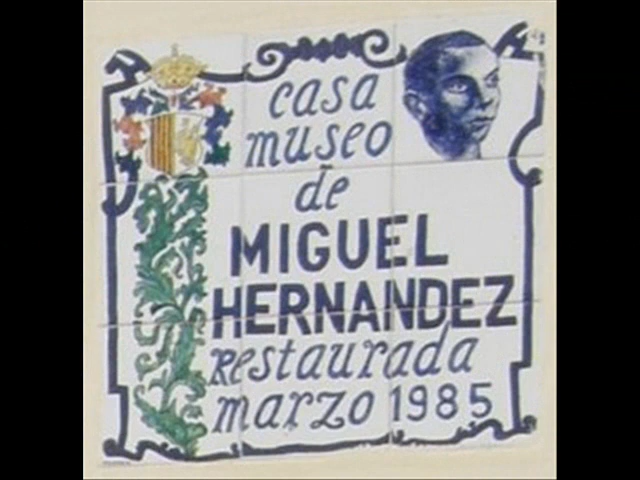 casa
museo
de
MIGUEL
HERNANDEZ
Restaurada
marzo 1985